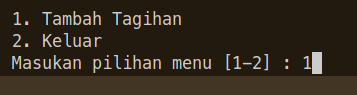 1. Tambah Tagihan
2. Keluar
Masukan pilihan menu [1-2] : 1